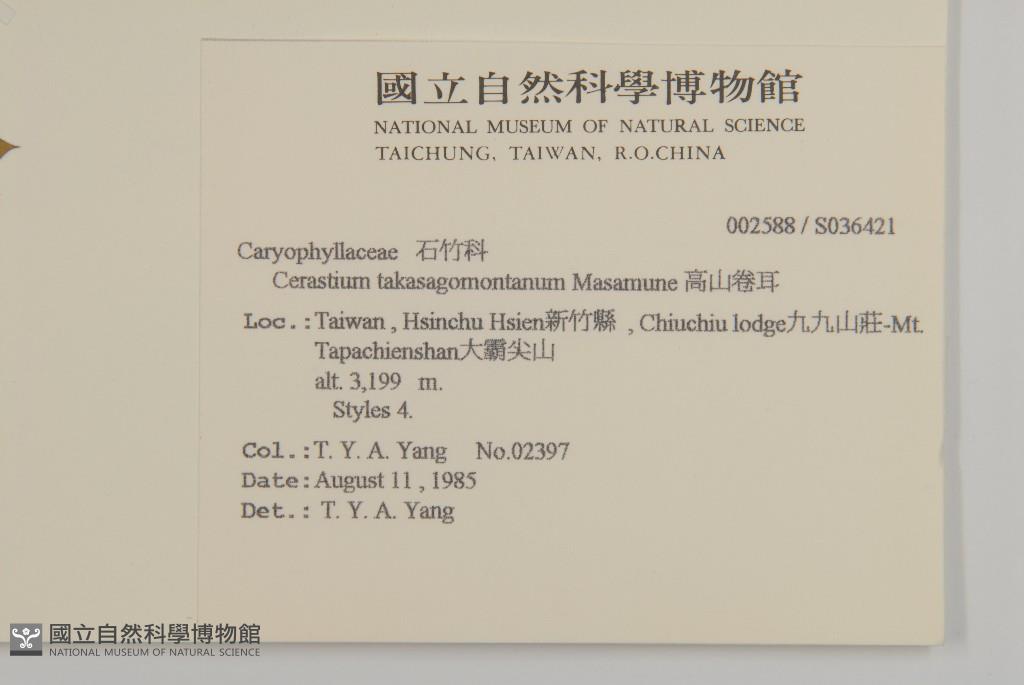 國立自然科學博物館
NATIONAL MUSEUM OF NATURAL SCIENCE
TAICHUNG, TAIWAN, R.O.CHINA
002588 / S036421
Caryophyllaceae 石竹科
Cerastium takasagomontanum Masamune 高山卷耳
Loc.:Taiwan , Hsinchu Hsien新竹縣 , Chiuchiu lodge九九山莊-Mt.
Tapachienshan大霸尖山
alt. 3,199 m.
Styles 4.
Col.:T. Y. A. Yang No.02397
Date:August 11 , 1985
Det.: T. Y. A. Yang
國立自然科學博物館
NATIONAL MUSEUM OF NATURAL SCIENCE